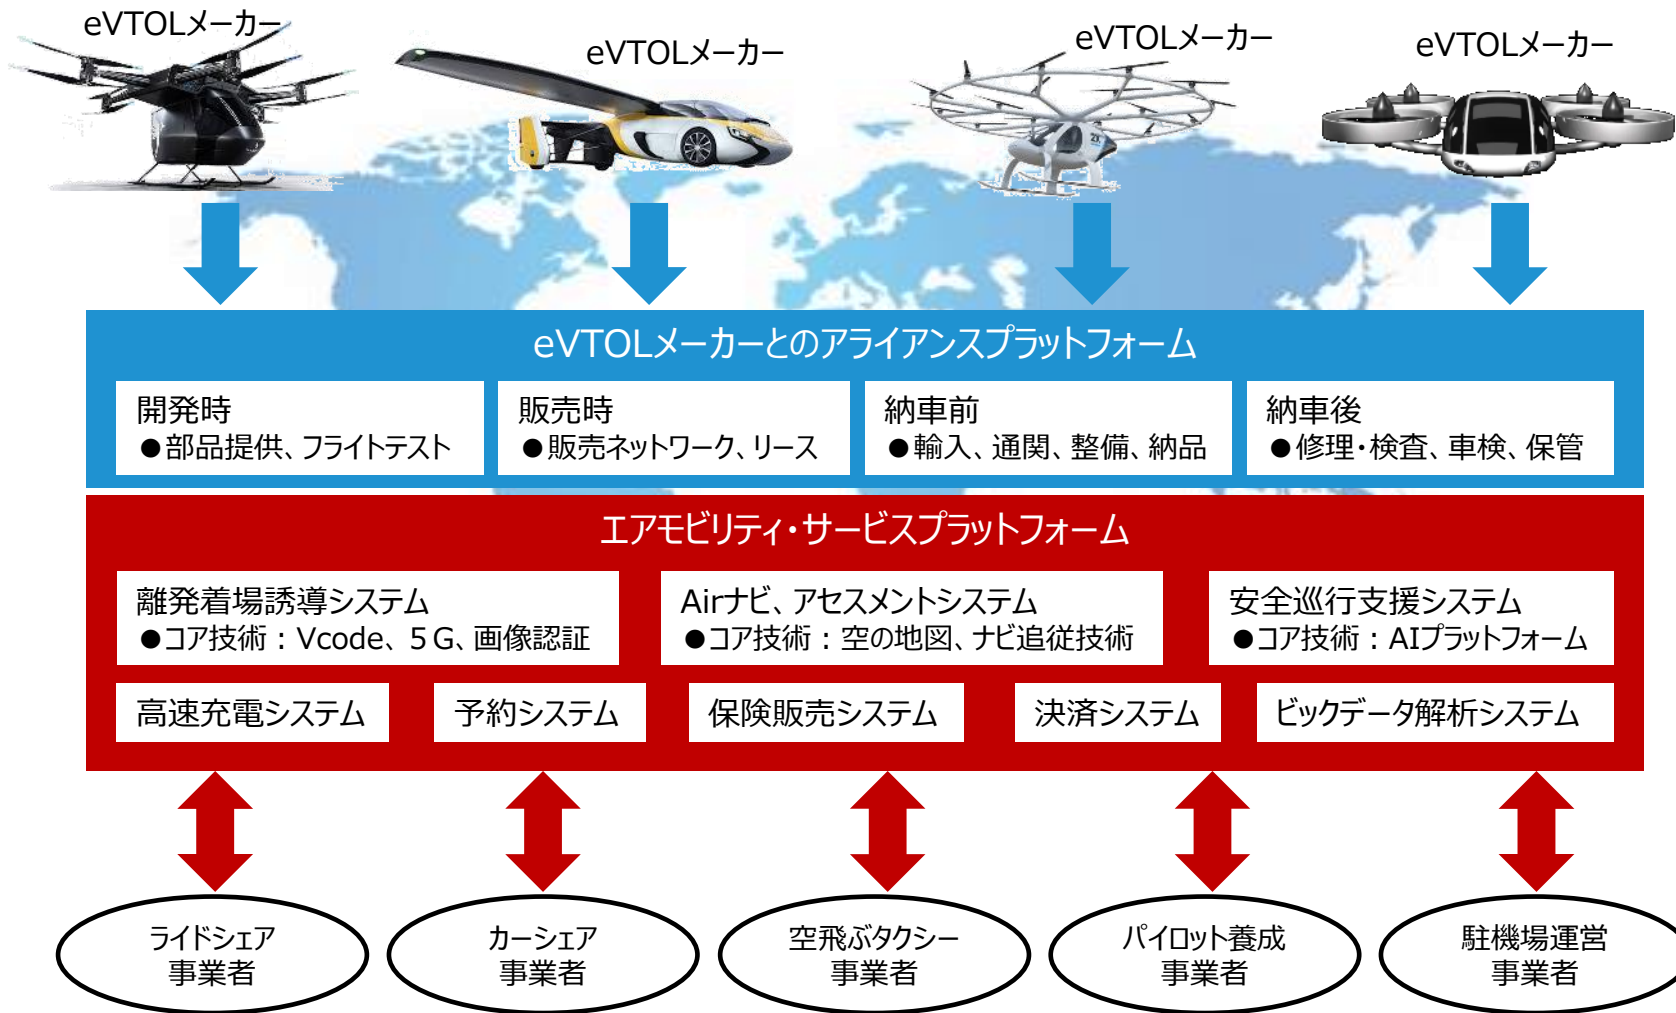 eVTOLメーカー
eVTOLメーカー
eVTOLメーカー
eVTOLメーカー
eVTOLメーカーとのアライアンスプラットフォーム
開発時
●部品提供、フライトテスト
販売時
●販売ネットワーク、リース
納車前
●輸入、通関、整備、納品
納車後
●修理・検査、車検、保管
エアモビリティ・サービスプラットフォーム
離発着場誘導システム
●コア技術：Vcode、５G、画像認証
Airナビ、アセスメントシステム
●コア技術：空の地図、ナビ追従技術
安全巡行支援システム
●コア技術：AIプラットフォーム
高速充電システム
予約システム
保険販売システム
決済システム
ビックデータ解析システム
ライドシェア
事業者
カーシェア
事業者
空飛ぶタクシー
事業者
パイロット養成
事業者
駐機場運営
事業者